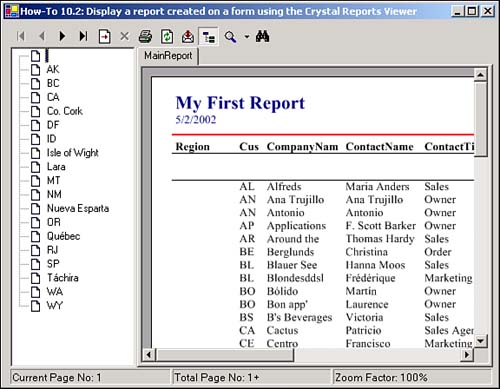 How-To 10.2: Display a report created on a form using the Crystal Reports Viewer
MainReport
AK
BC
CA
Co. Cork
DF
ID
Isle of Wight
Lara
MT
NM
Nueva Esparta
OR
Québec
RJ
SP
Táchira
WA
WY
My First Report
5/2/2002
Region Cus CompanyNam ContactName ContactTi
AL Alfreds Maria Anders Sales
AN Ana Trujillo Ana Trujillo Owner
AN Antonio Antonio Owner
AP Applications F. Scott Barker Owner
AR Around the Thomas Hardy Sales
BE Berglunds Christina Order
BL Blauer See Hanna Moos Sales
BL Blondesddsl Frédérique Marketing
BO Bólido Martín Owner
BO Bon app' Laurence Owner
BS B's Beverages Victoria Sales
CA Cactus Patricio Sales Agen
CE Centro Francisco Marketing
Current Page No: 1 Total Page No: 1+ Zoom Factor: 100%